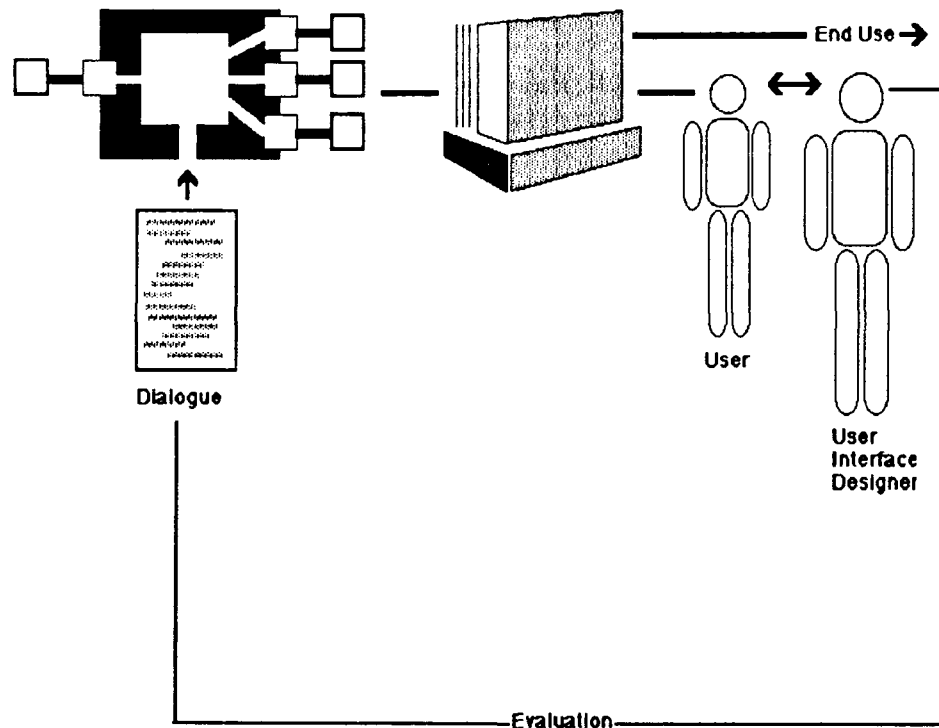 End Use
User
Dialogue
User
Interface
Designer
Evaluation